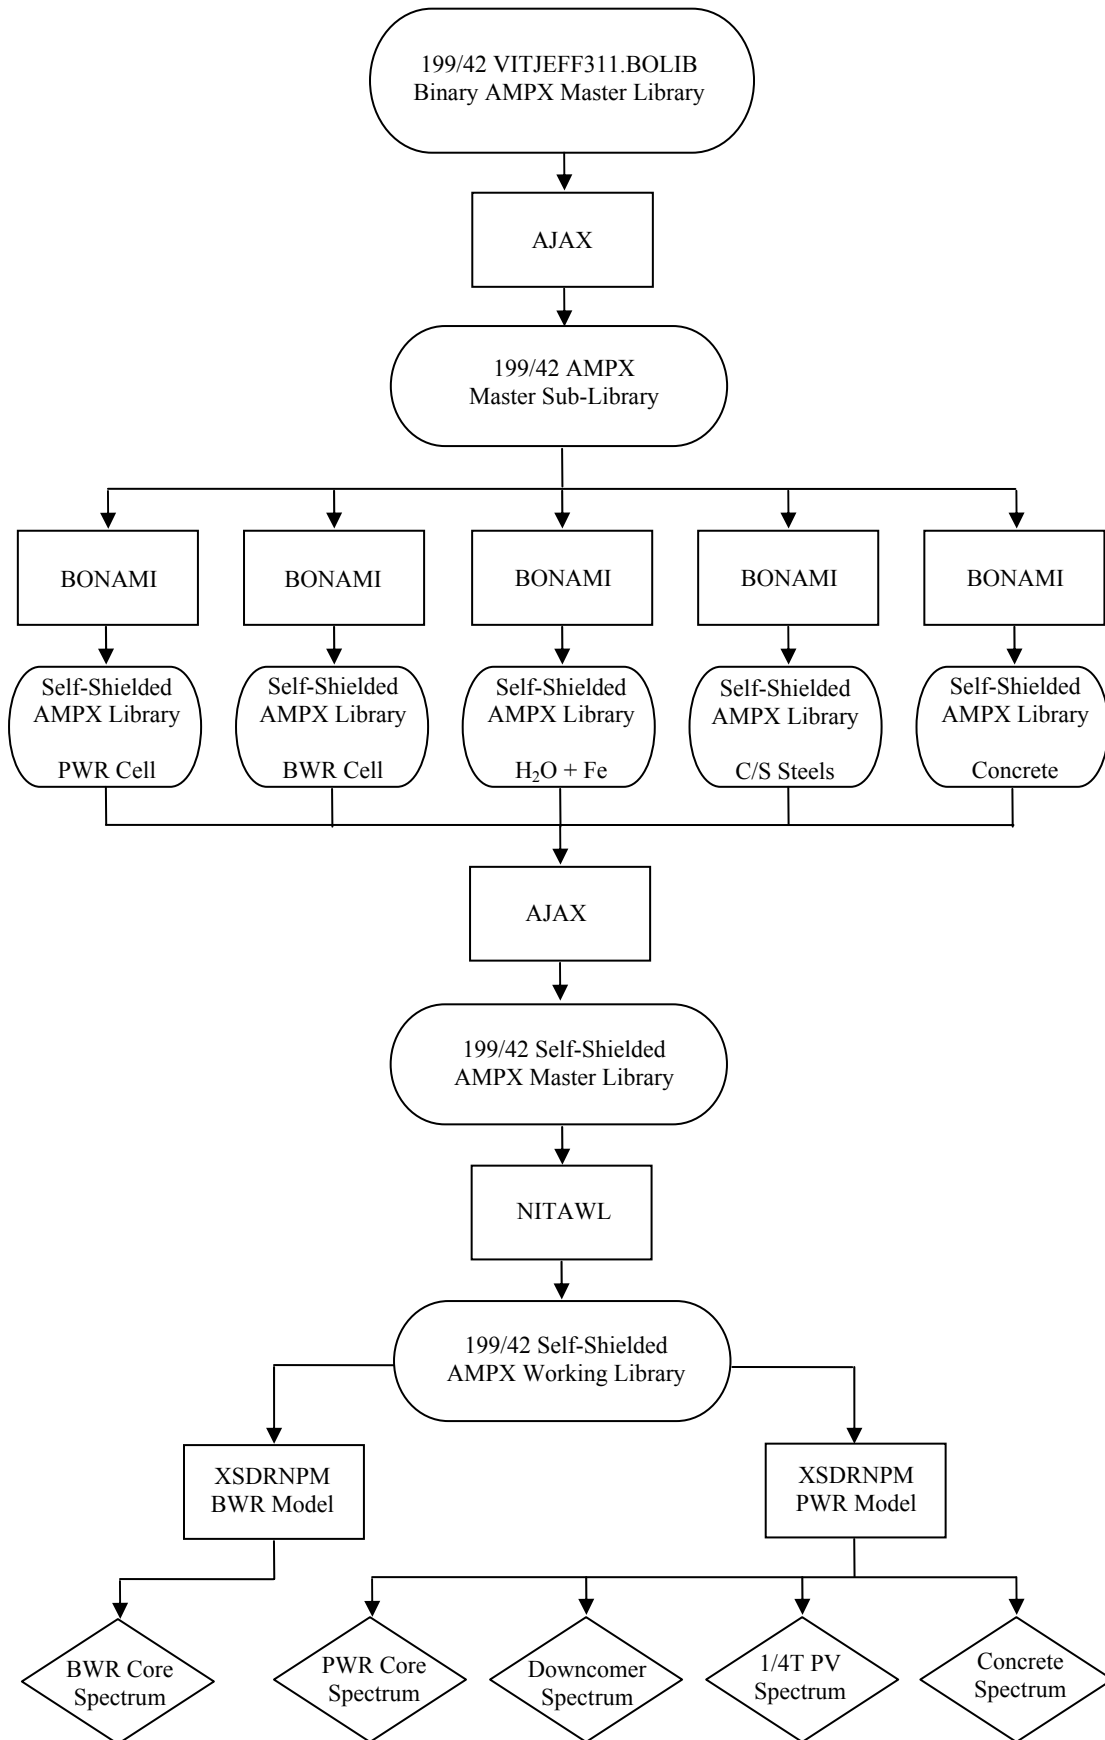 199/42 VITJEFF311.BOLIB
Binary AMPX Master Library
AJAX
199/42 AMPX
Master Sub-Library
BONAMI
BONAMI
BONAMI
BONAMI
BONAMI
Self-Shielded
AMPX Library
PWR Cell
Self-Shielded
AMPX Library
BWR Cell
Self-Shielded
AMPX Library
H₂O + Fe
Self-Shielded
AMPX Library
C/S Steels
Self-Shielded
AMPX Library
Concrete
AJAX
199/42 Self-Shielded
AMPX Master Library
NITAWL
199/42 Self-Shielded
AMPX Working Library
XSDRNPM
BWR Model
XSDRNPM
PWR Model
BWR Core
Spectrum
PWR Core
Spectrum
Downcomer
Spectrum
1/4T PV
Spectrum
Concrete
Spectrum